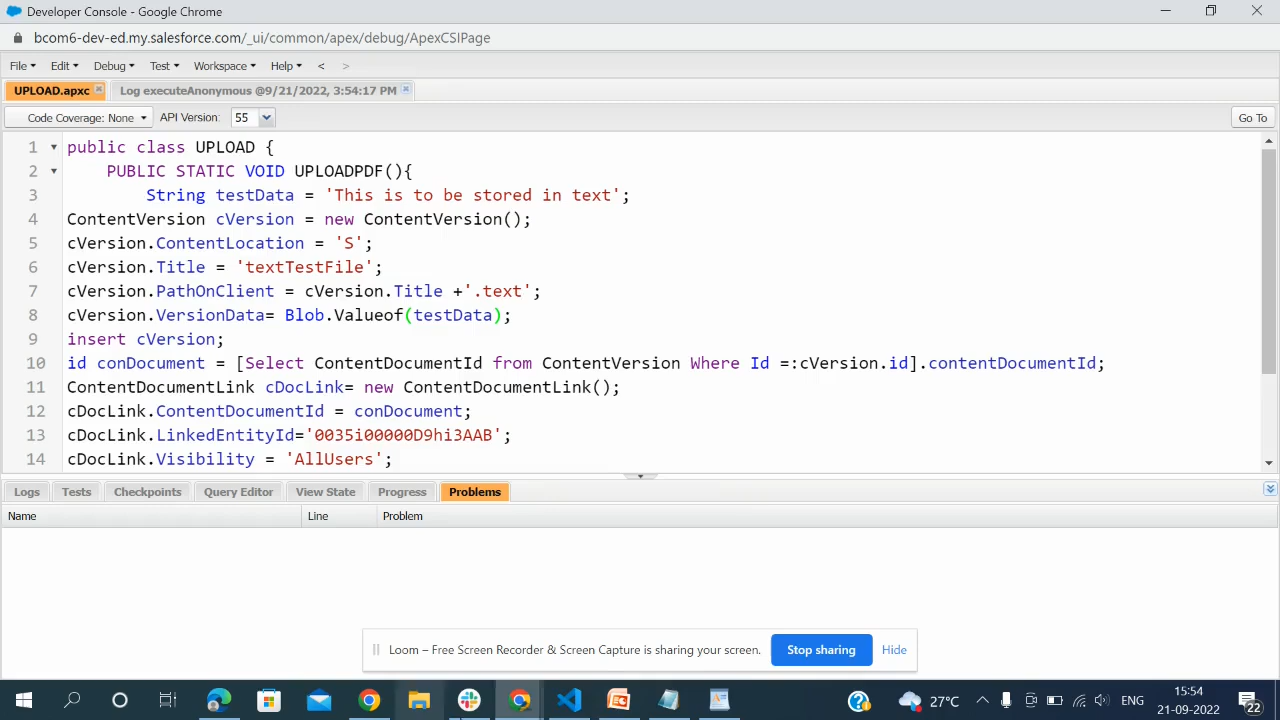 Developer Console - Google Chrome
bcom6-dev-ed.my.salesforce.com/_ui/common/apex/debug/ApexCSIPage
File Edit Debug Test Workspace Help < >
UPLOAD.apxc Log executeAnonymous @9/21/2022, 3:54:17 PM
Code Coverage: None API Version: 55 Go To
1 public class UPLOAD {
2 PUBLIC STATIC VOID UPLOADPDF(){
3 String testData = 'This is to be stored in text';
4 ContentVersion cVersion = new ContentVersion();
5 cVersion.ContentLocation = 'S';
6 cVersion.Title = 'textTestFile';
7 cVersion.PathOnClient = cVersion.Title +'.text';
8 cVersion.VersionData= Blob.Valueof(testData);
9 insert cVersion;
10 id conDocument = [Select ContentDocumentId from ContentVersion Where Id =:cVersion.id].contentDocumentId;
11 ContentDocumentLink cDocLink= new ContentDocumentLink();
12 cDocLink.ContentDocumentId = conDocument;
13 cDocLink.LinkedEntityId='0035i00000D9hi3AAB';
14 cDocLink.Visibility = 'AllUsers';
Logs Tests Checkpoints Query Editor View State Progress Problems
Name Line Problem
Loom – Free Screen Recorder & Screen Capture is sharing your screen. Stop sharing Hide
27°C ENG 15:54
21-09-2022 22